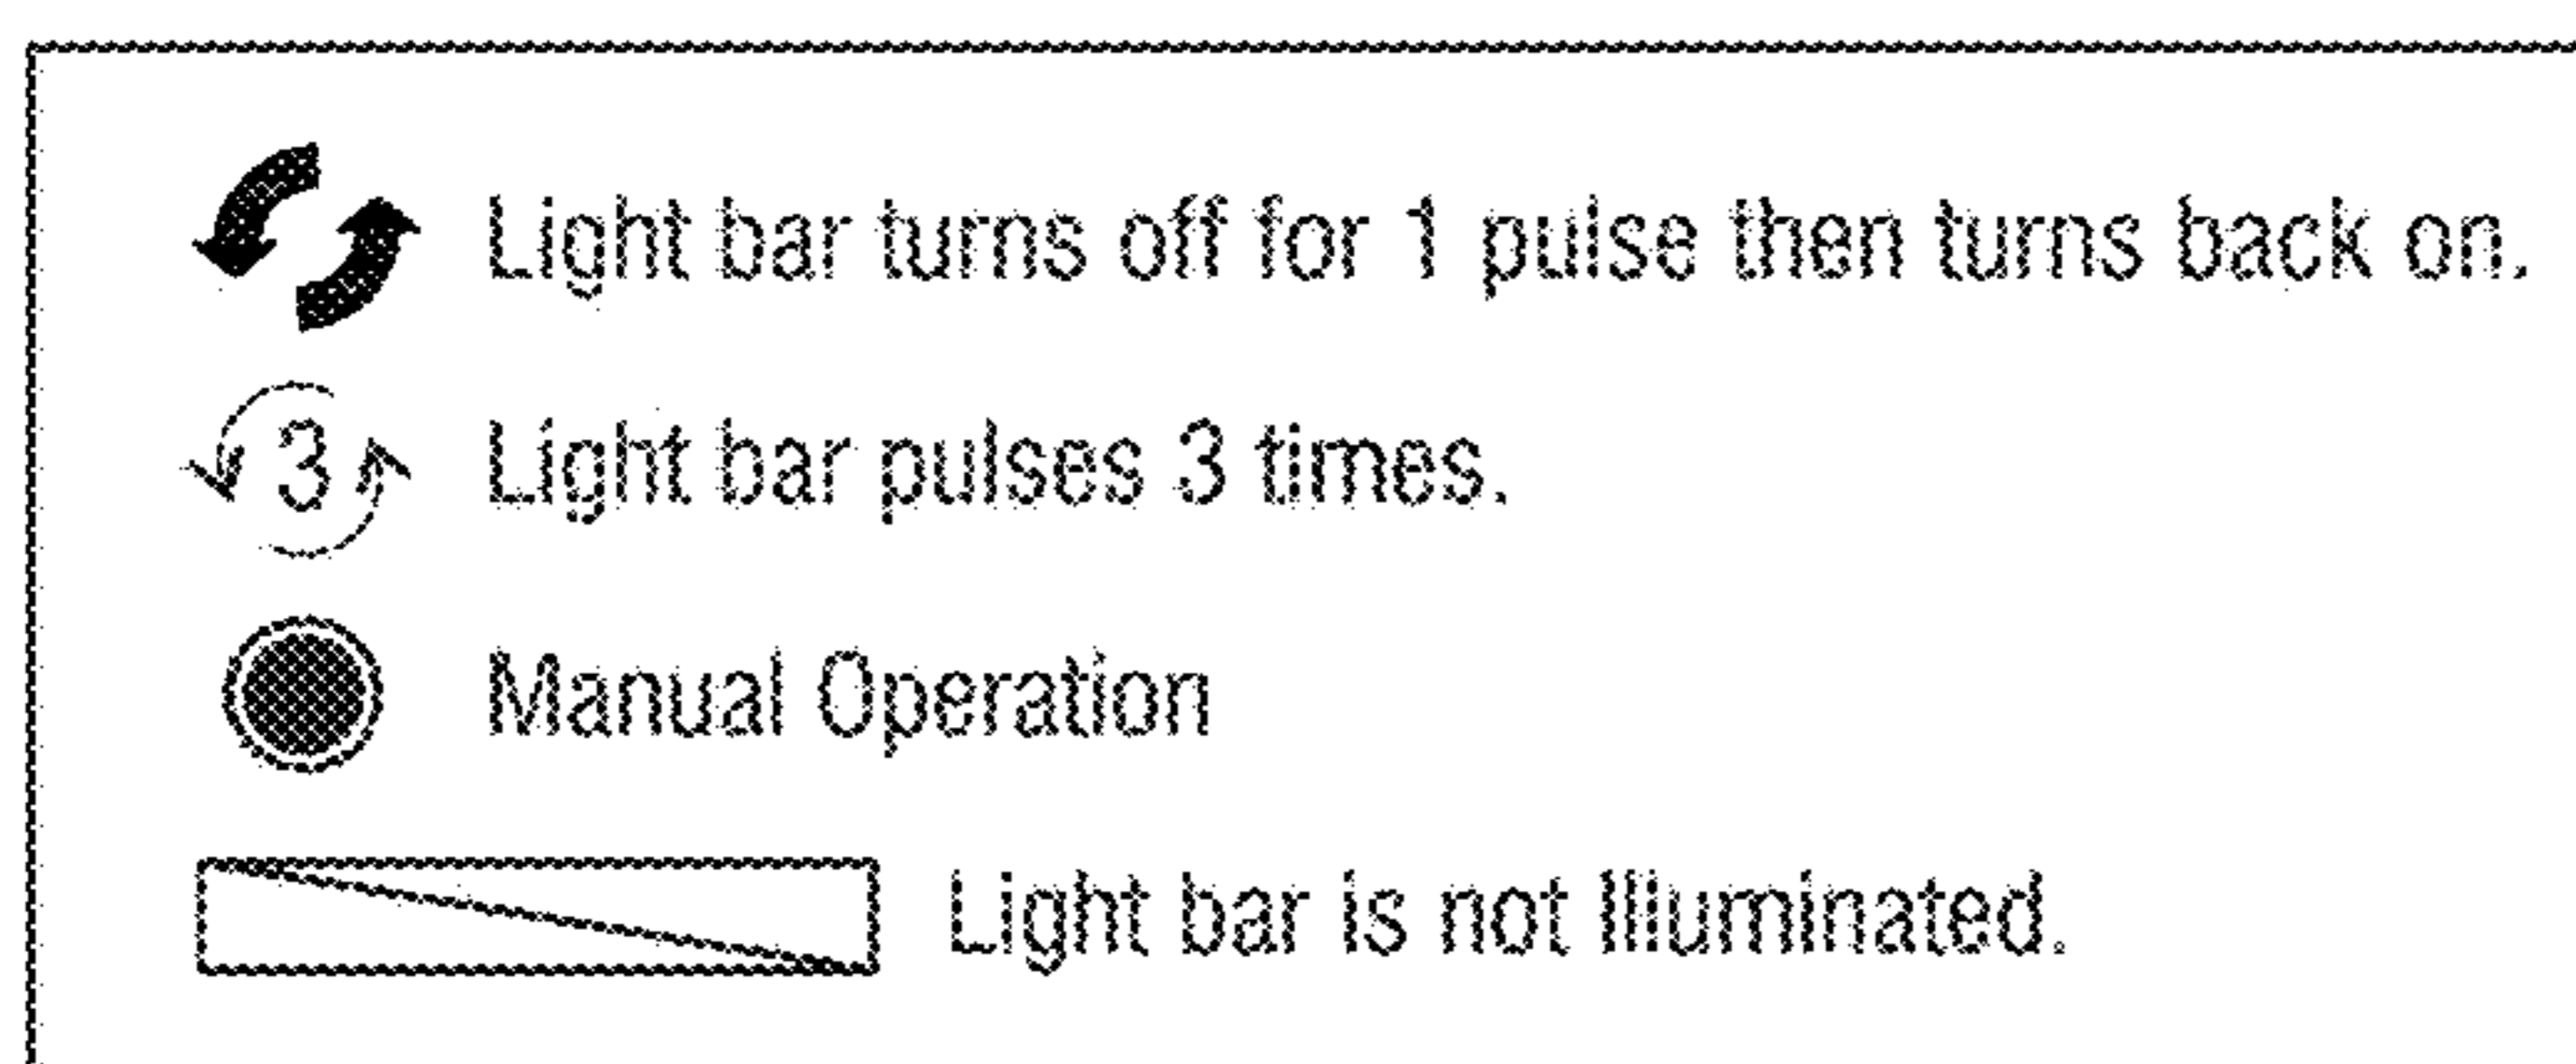 Light bar turns off for 1 pulse then turns back on.
3 Light bar pulses 3 times.
Manual Operation
Light bar is not Illuminated.